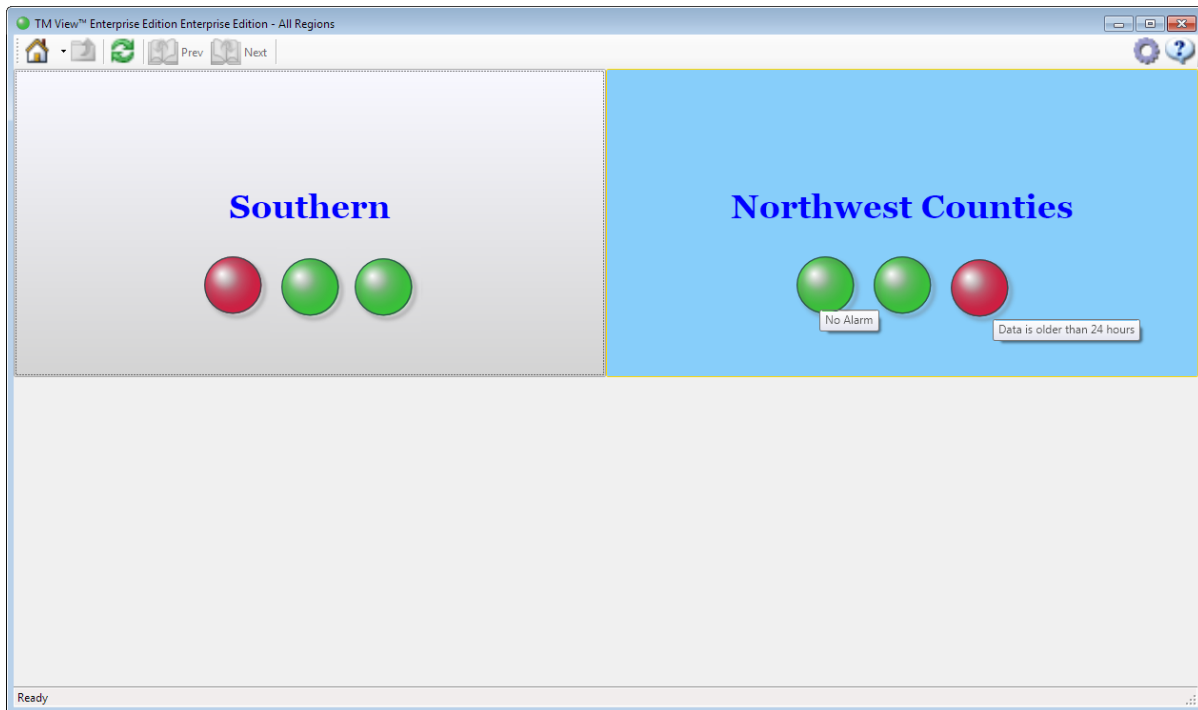 TM View™ Enterprise Edition Enterprise Edition - All Regions
Prev Next
Southern
Northwest Counties
No Alarm
Data is older than 24 hours
Ready